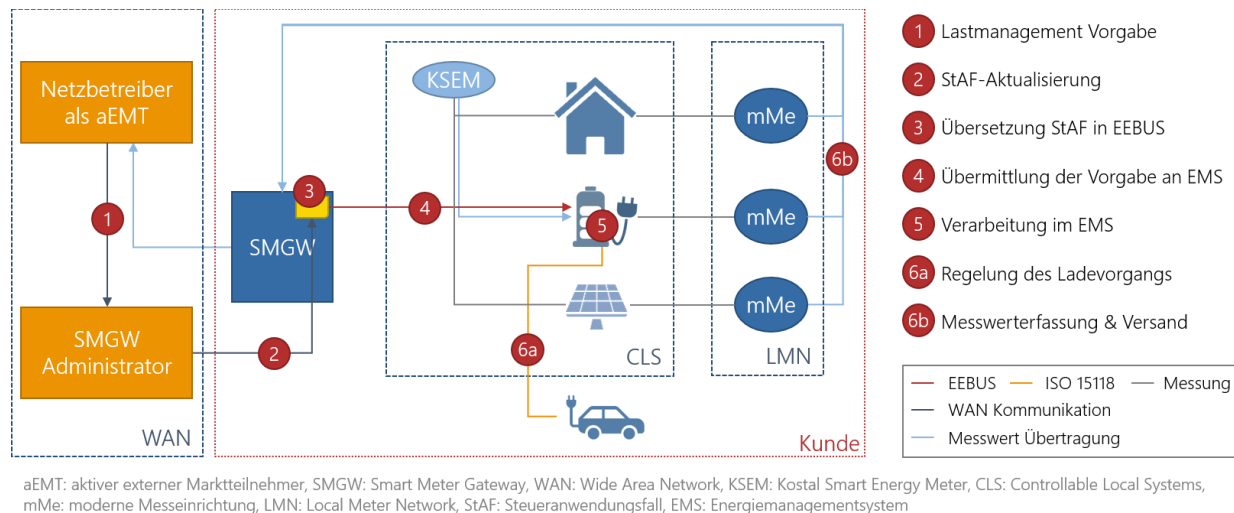 Netzbetreiber
als aEMT
1
SMGW
Administrator
WAN
2
SMGW
3
4
KSEM
5
6a
CLS
mMe
mMe
mMe
6b
LMN
Kunde
1 Lastmanagement Vorgabe
2 StAF-Aktualisierung
3 Übersetzung StAF in EEBUS
4 Übermittlung der Vorgabe an EMS
5 Verarbeitung im EMS
6a Regelung des Ladevorgangs
6b Messwerterfassung & Versand
EEBUS ISO 15118 Messung
WAN Kommunikation
Messwert Übertragung
aEMT: aktiver externer Marktteilnehmer, SMGW: Smart Meter Gateway, WAN: Wide Area Network, KSEM: Kostal Smart Energy Meter, CLS: Controllable Local Systems,
mMe: moderne Messeinrichtung, LMN: Local Meter Network, StAF: Steueranwendungsfall, EMS: Energiemanagementsystem